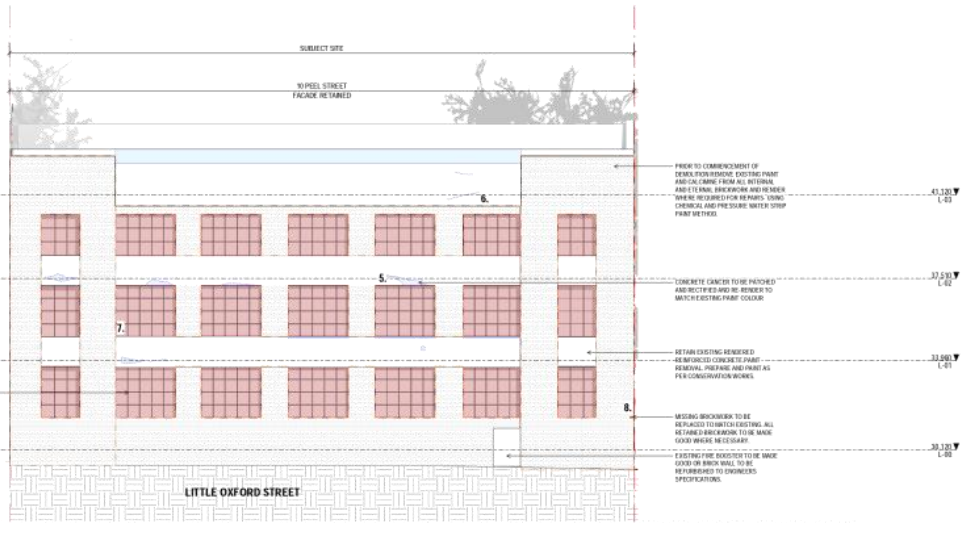 SUBJECT SITE
10 PEEL STREET
FACADE RETAINED
PRIOR TO COMMENCEMENT OF
DEMOLITION REMOVE EXISTING PAINT
AND CALCIMINE FROM ALL INTERNAL
AND ETERNAL BRICKWORK AND RENDER
WHERE REQUIRED FOR REPAIRS USING
CHEMICAL AND PRESSURE WATER STRIP
PAINT METHOD.
41.120
L-03
6.
37.510
L-02
5.
CONCRETE CANCER TO BE PATCHED
AND RECTIFIED AND RE-RENDER TO
MATCH EXISTING PAINT COLOUR
7.
RETAIN EXISTING RENDERED
REINFORCED CONCRETE. PAINT
REMOVAL. PREPARE AND PAINT AS
PER CONSERVATION WORKS.
33.960
L-01
8.
MISSING BRICKWORK TO BE
REPLACED TO MATCH EXISTING. ALL
RETAINED BRICKWORK TO BE MADE
GOOD WHERE NECESSARY.
30.120
L-00
EXISTING FIRE BOOSTER TO BE MADE
GOOD OR BRICK WALL TO BE
REFURBISHED TO ENGINEERS
SPECIFICATIONS.
LITTLE OXFORD STREET